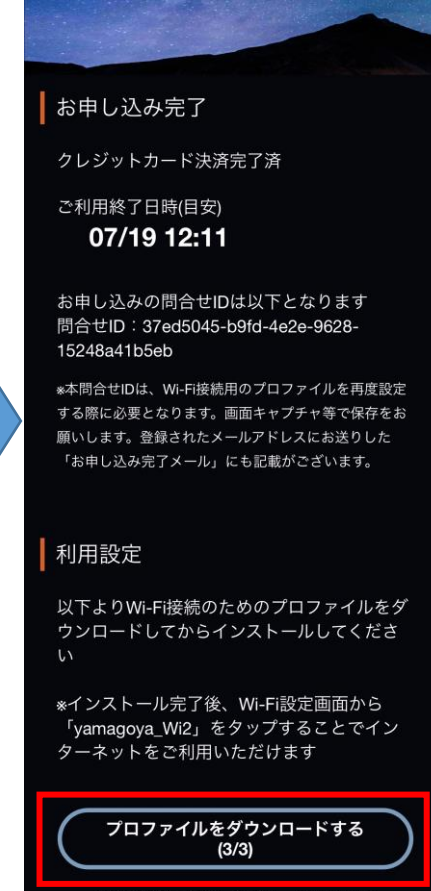 お申し込み完了
クレジットカード決済完了済
ご利用終了日時(目安)
07/19 12:11
お申し込みの問合せIDは以下となります
問合せID：37ed5045-b9fd-4e2e-9628-
15248a41b5eb
※本問合せIDは、Wi-Fi接続用のプロファイルを再度設定
する際に必要となります。画面キャプチャ等で保存をお
願いします。登録されたメールアドレスにお送りした
「お申し込み完了メール」にも記載がございます。
利用設定
以下よりWi-Fi接続のためのプロファイルをダ
ウンロードしてからインストールしてくださ
い
※インストール完了後、Wi-Fi設定画面から
「yamagoya_Wi2」をタップすることでイン
ターネットをご利用いただけます
プロファイルをダウンロードする
(3/3)